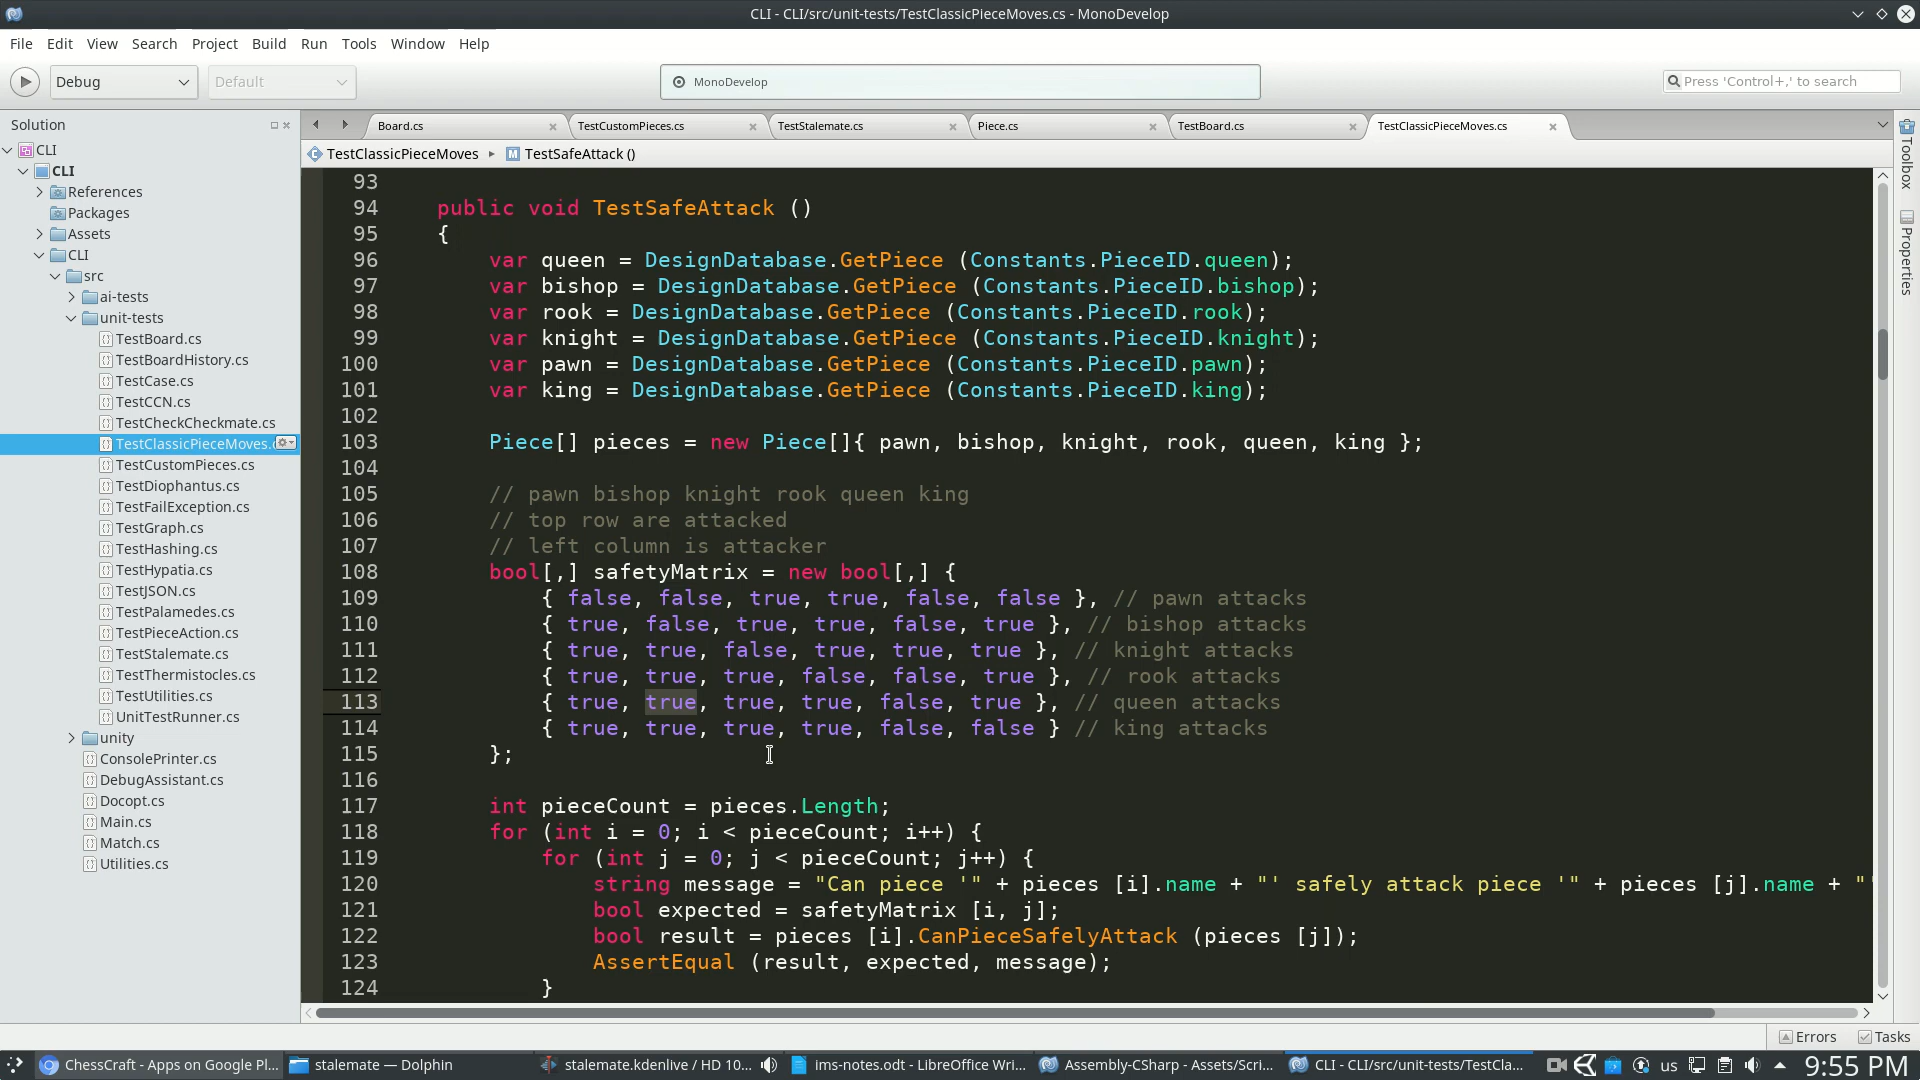 CLI - CLI/src/unit-tests/TestClassicPieceMoves.cs - MonoDevelop
File Edit View Search Project Build Run Tools Window Help
Debug Default MonoDevelop Press 'Control+,' to search
Solution
CLI
CLI
References
Packages
Assets
CLI
src
ai-tests
unit-tests
TestBoard.cs
TestBoardHistory.cs
TestCase.cs
TestCCN.cs
TestCheckCheckmate.cs
TestClassicPieceMoves.c
TestCustomPieces.cs
TestDiophantus.cs
TestFailException.cs
TestGraph.cs
TestHashing.cs
TestHypatia.cs
TestJSON.cs
TestPalamedes.cs
TestPieceAction.cs
TestStalemate.cs
TestThermistocles.cs
TestUtilities.cs
UnitTestRunner.cs
unity
ConsolePrinter.cs
DebugAssistant.cs
Docopt.cs
Main.cs
Match.cs
Utilities.cs
Board.cs TestCustomPieces.cs TestStalemate.cs Piece.cs TestBoard.cs TestClassicPieceMoves.cs
TestClassicPieceMoves TestSafeAttack ()
93
94 public void TestSafeAttack ()
95 {
96 var queen = DesignDatabase.GetPiece (Constants.PieceID.queen);
97 var bishop = DesignDatabase.GetPiece (Constants.PieceID.bishop);
98 var rook = DesignDatabase.GetPiece (Constants.PieceID.rook);
99 var knight = DesignDatabase.GetPiece (Constants.PieceID.knight);
100 var pawn = DesignDatabase.GetPiece (Constants.PieceID.pawn);
101 var king = DesignDatabase.GetPiece (Constants.PieceID.king);
102
103 Piece[] pieces = new Piece[]{ pawn, bishop, knight, rook, queen, king };
104
105 // pawn bishop knight rook queen king
106 // top row are attacked
107 // left column is attacker
108 bool[,] safetyMatrix = new bool[,] {
109 { false, false, true, true, false, false }, // pawn attacks
110 { true, false, true, true, false, true }, // bishop attacks
111 { true, true, false, true, true, true }, // knight attacks
112 { true, true, true, false, false, true }, // rook attacks
113 { true, true, true, true, false, true }, // queen attacks
114 { true, true, true, true, false, false } // king attacks
115 };
116
117 int pieceCount = pieces.Length;
118 for (int i = 0; i < pieceCount; i++) {
119 for (int j = 0; j < pieceCount; j++) {
120 string message = "Can piece '" + pieces [i].name + "' safely attack piece '" + pieces [j].name + "'
121 bool expected = safetyMatrix [i, j];
122 bool result = pieces [i].CanPieceSafelyAttack (pieces [j]);
123 AssertEqual (result, expected, message);
124 }
Toolbox
Properties
Errors Tasks
ChessCraft - Apps on Google Pl... stalemate — Dolphin stalemate.kdenlive / HD 10... ims-notes.odt - LibreOffice Wri... Assembly-CSharp - Assets/Scri... CLI - CLI/src/unit-tests/TestCla... us 9:55 PM